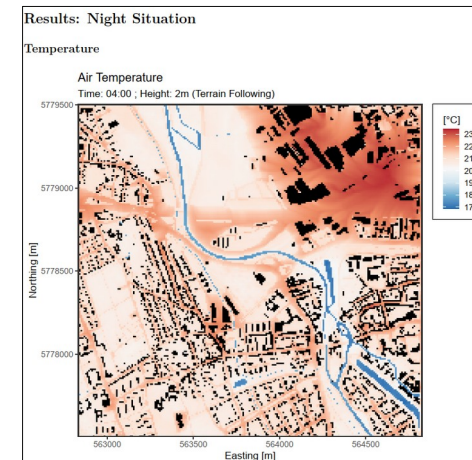 Results: Night Situation
Temperature
Air Temperature
Time: 04:00 ; Height: 2m (Terrain Following)
5779500
5779000
5778500
5778000
Northing [m]
563000
563500
564000
564500
Easting [m]
[°C]
23
22
21
20
19
18
17